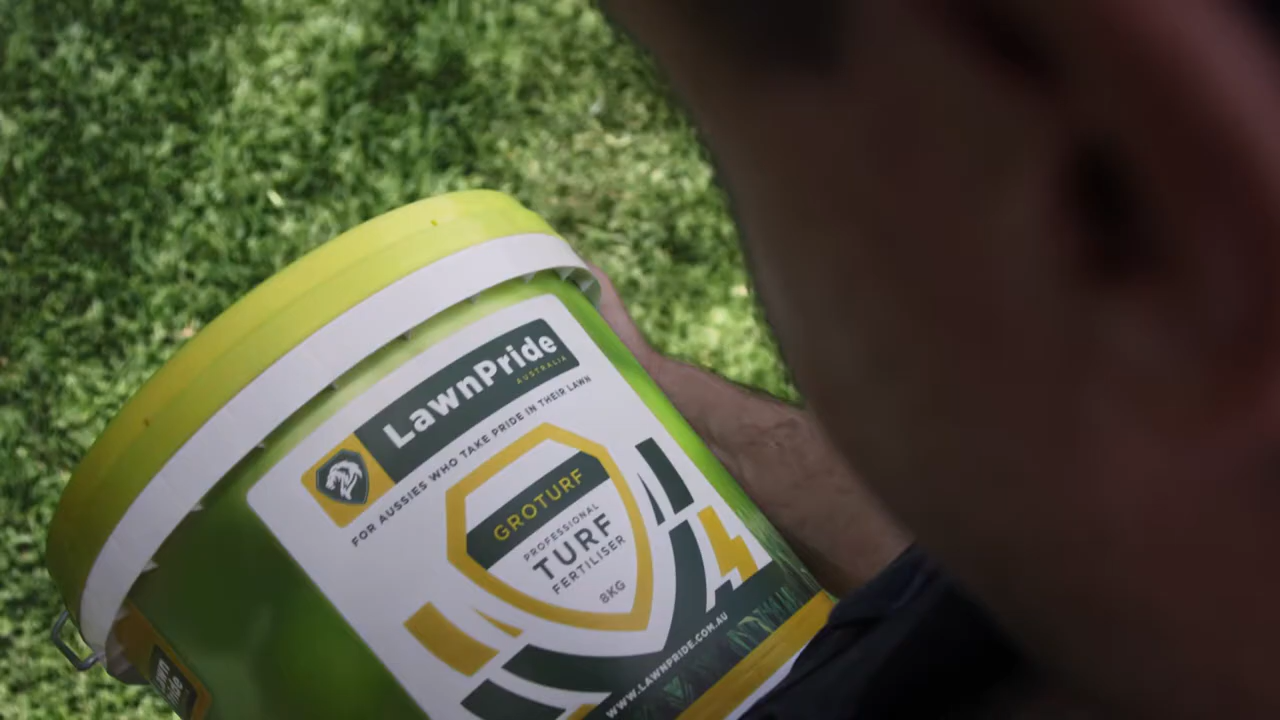 LawnPride
AUSTRALIA
FOR AUSSIES WHO TAKE PRIDE IN THEIR LAWN
GROTURF
PROFESSIONAL
TURF
FERTILISER
8KG
WWW.LAWNPRIDE.COM.AU